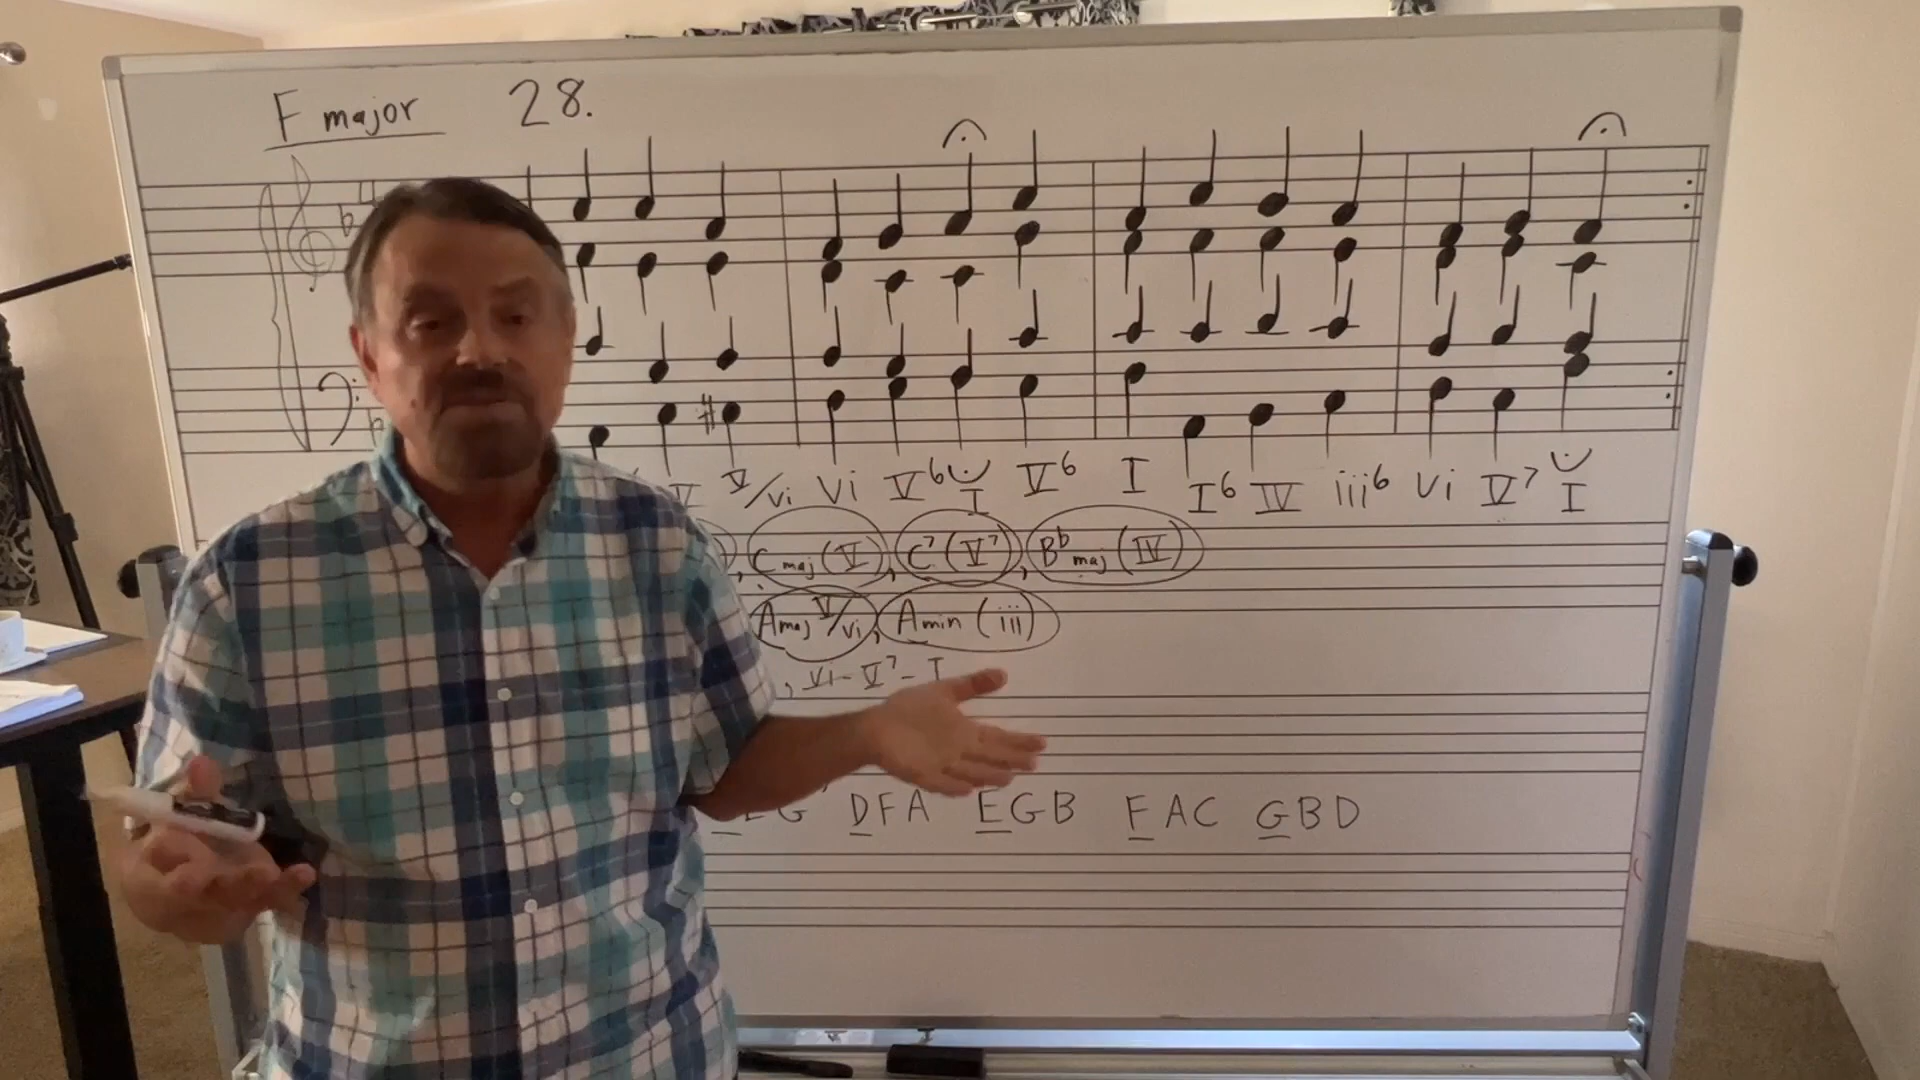 F major 28.
V V/vi vi V⁶ I V⁶ I I⁶ IV iii⁶ vi V⁷ I
, Cmaj (V), C⁷ (V⁷), B♭maj (IV)
Amaj V/vi, Amin (iii)
, vi-V⁷-I
EG DFA EGB FAC GBD